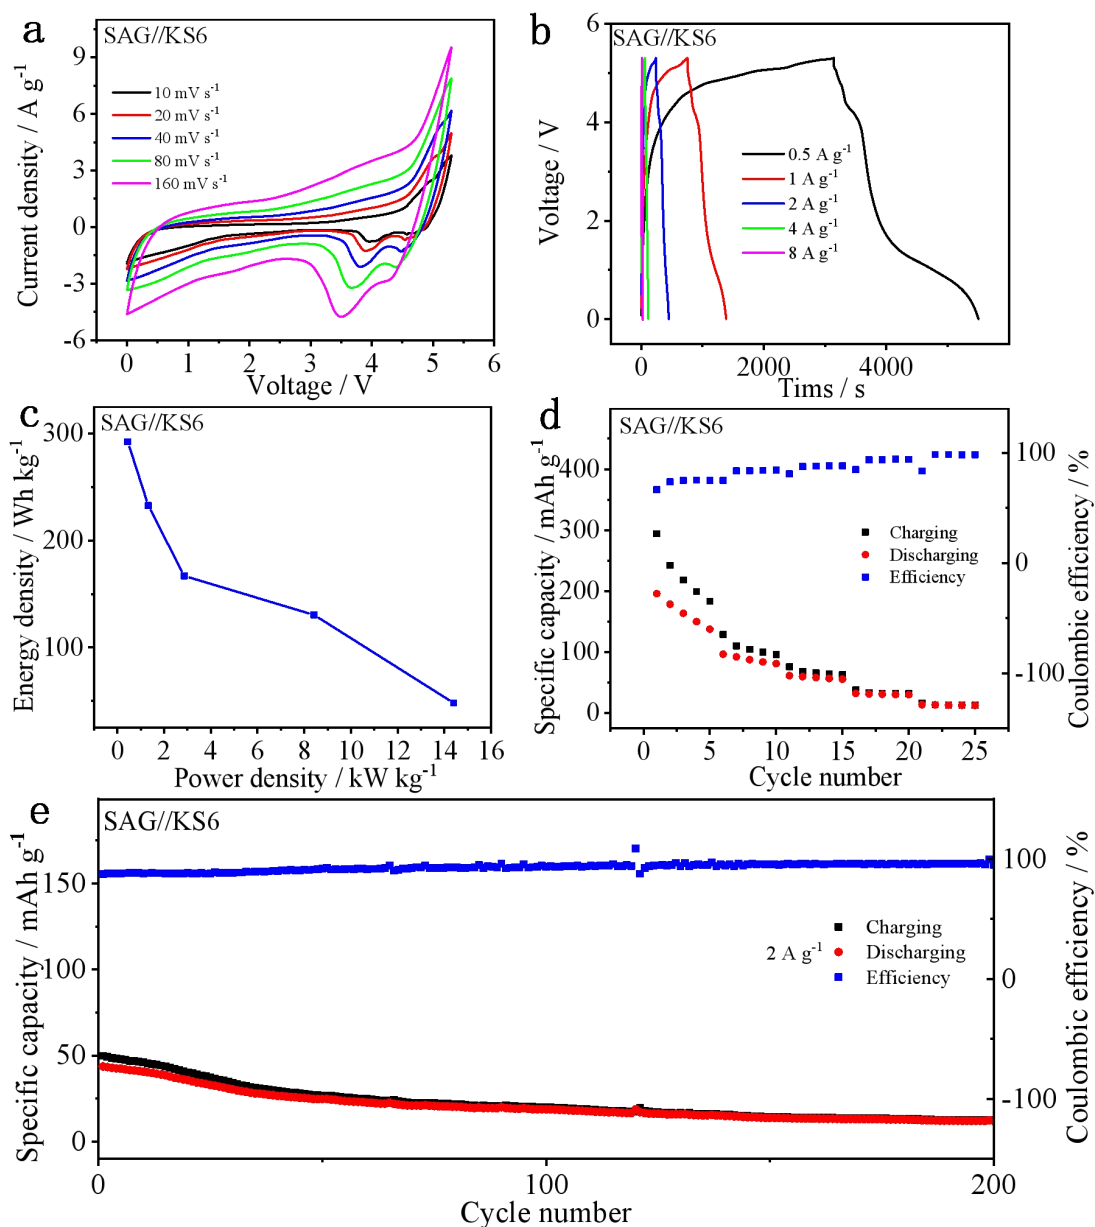 a
SAG//KS6
10 mV s-1
20 mV s-1
40 mV s-1
80 mV s-1
160 mV s-1
9
6
3
0
-3
-6
0 1 2 3 4 5 6
Current density / A g-1
Voltage / V
b
SAG//KS6
0.5 A g-1
1 A g-1
2 A g-1
4 A g-1
8 A g-1
6
4
2
0
0 2000 4000
Voltage / V
Tims / s
c
SAG//KS6
300
200
100
0 2 4 6 8 10 12 14 16
Energy density / Wh kg-1
Power density / kW kg-1
d
SAG//KS6
Charging
Discharging
Efficiency
400
300
200
100
0
100
0
-100
0 5 10 15 20 25
Specific capacity / mAh g-1
Coulombic efficiency / %
Cycle number
e
SAG//KS6
2 A g-1
Charging
Discharging
Efficiency
150
100
50
0
100
0
-100
0 100 200
Specific capacity / mAh g-1
Coulombic efficiency / %
Cycle number